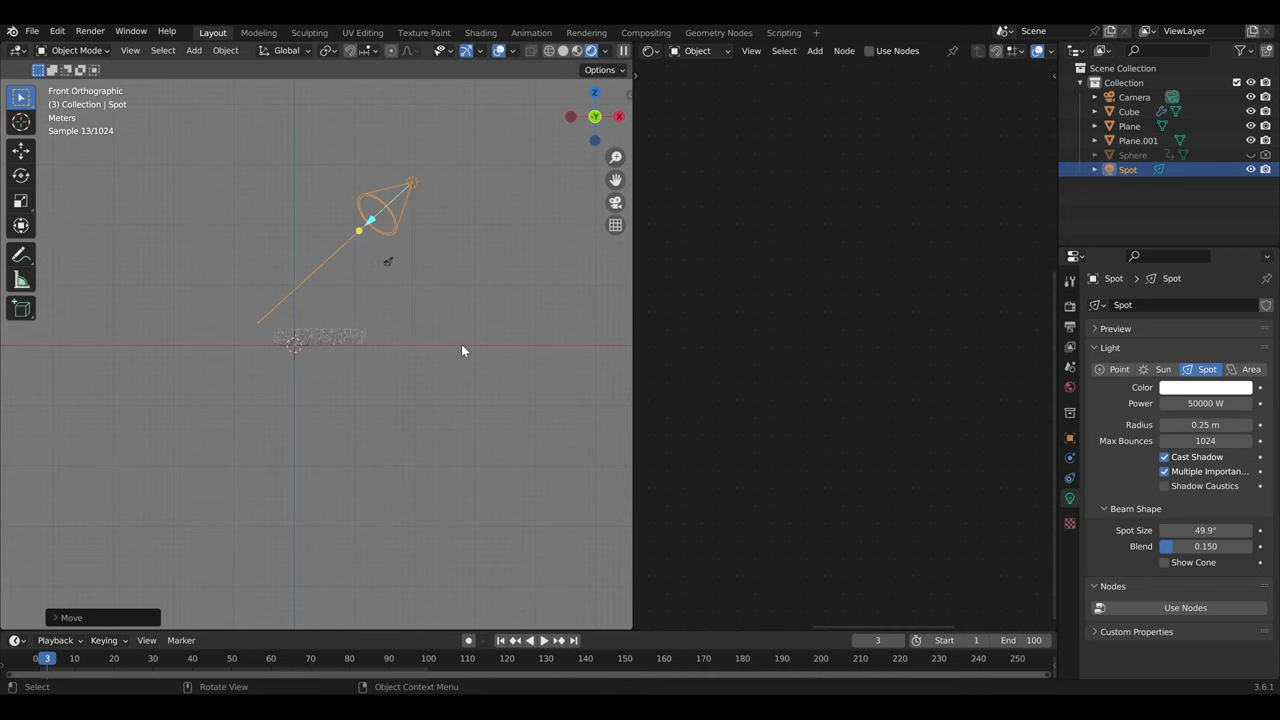 File Edit Render Window Help Layout Modeling Sculpting UV Editing Texture Paint Shading Animation Rendering Compositing Geometry Nodes Scripting Scene ViewLayer
Object Mode View Select Add Object Global Object View Select Add Node Use Nodes
Options
Front Orthographic
(3) Collection | Spot
Meters
Sample 13/1024
Z
X
-Y
Scene Collection
Collection
Camera
Cube
Plane
Plane.001
Sphere
Spot
Spot Spot
Spot
Preview
Light
Point Sun Spot Area
Color
Power 50000 W
Radius 0.25 m
Max Bounces 1024
Cast Shadow
Multiple Importan...
Shadow Caustics
Beam Shape
Spot Size 49.9°
Blend 0.150
Show Cone
Nodes
Use Nodes
Custom Properties
Move
Playback Keying View Marker 3 Start 1 End 100
0 3 10 20 30 40 50 60 70 80 90 100 110 120 130 140 150 160 170 180 190 200 210 220 230 240 250
Select Rotate View Object Context Menu 3.6.1